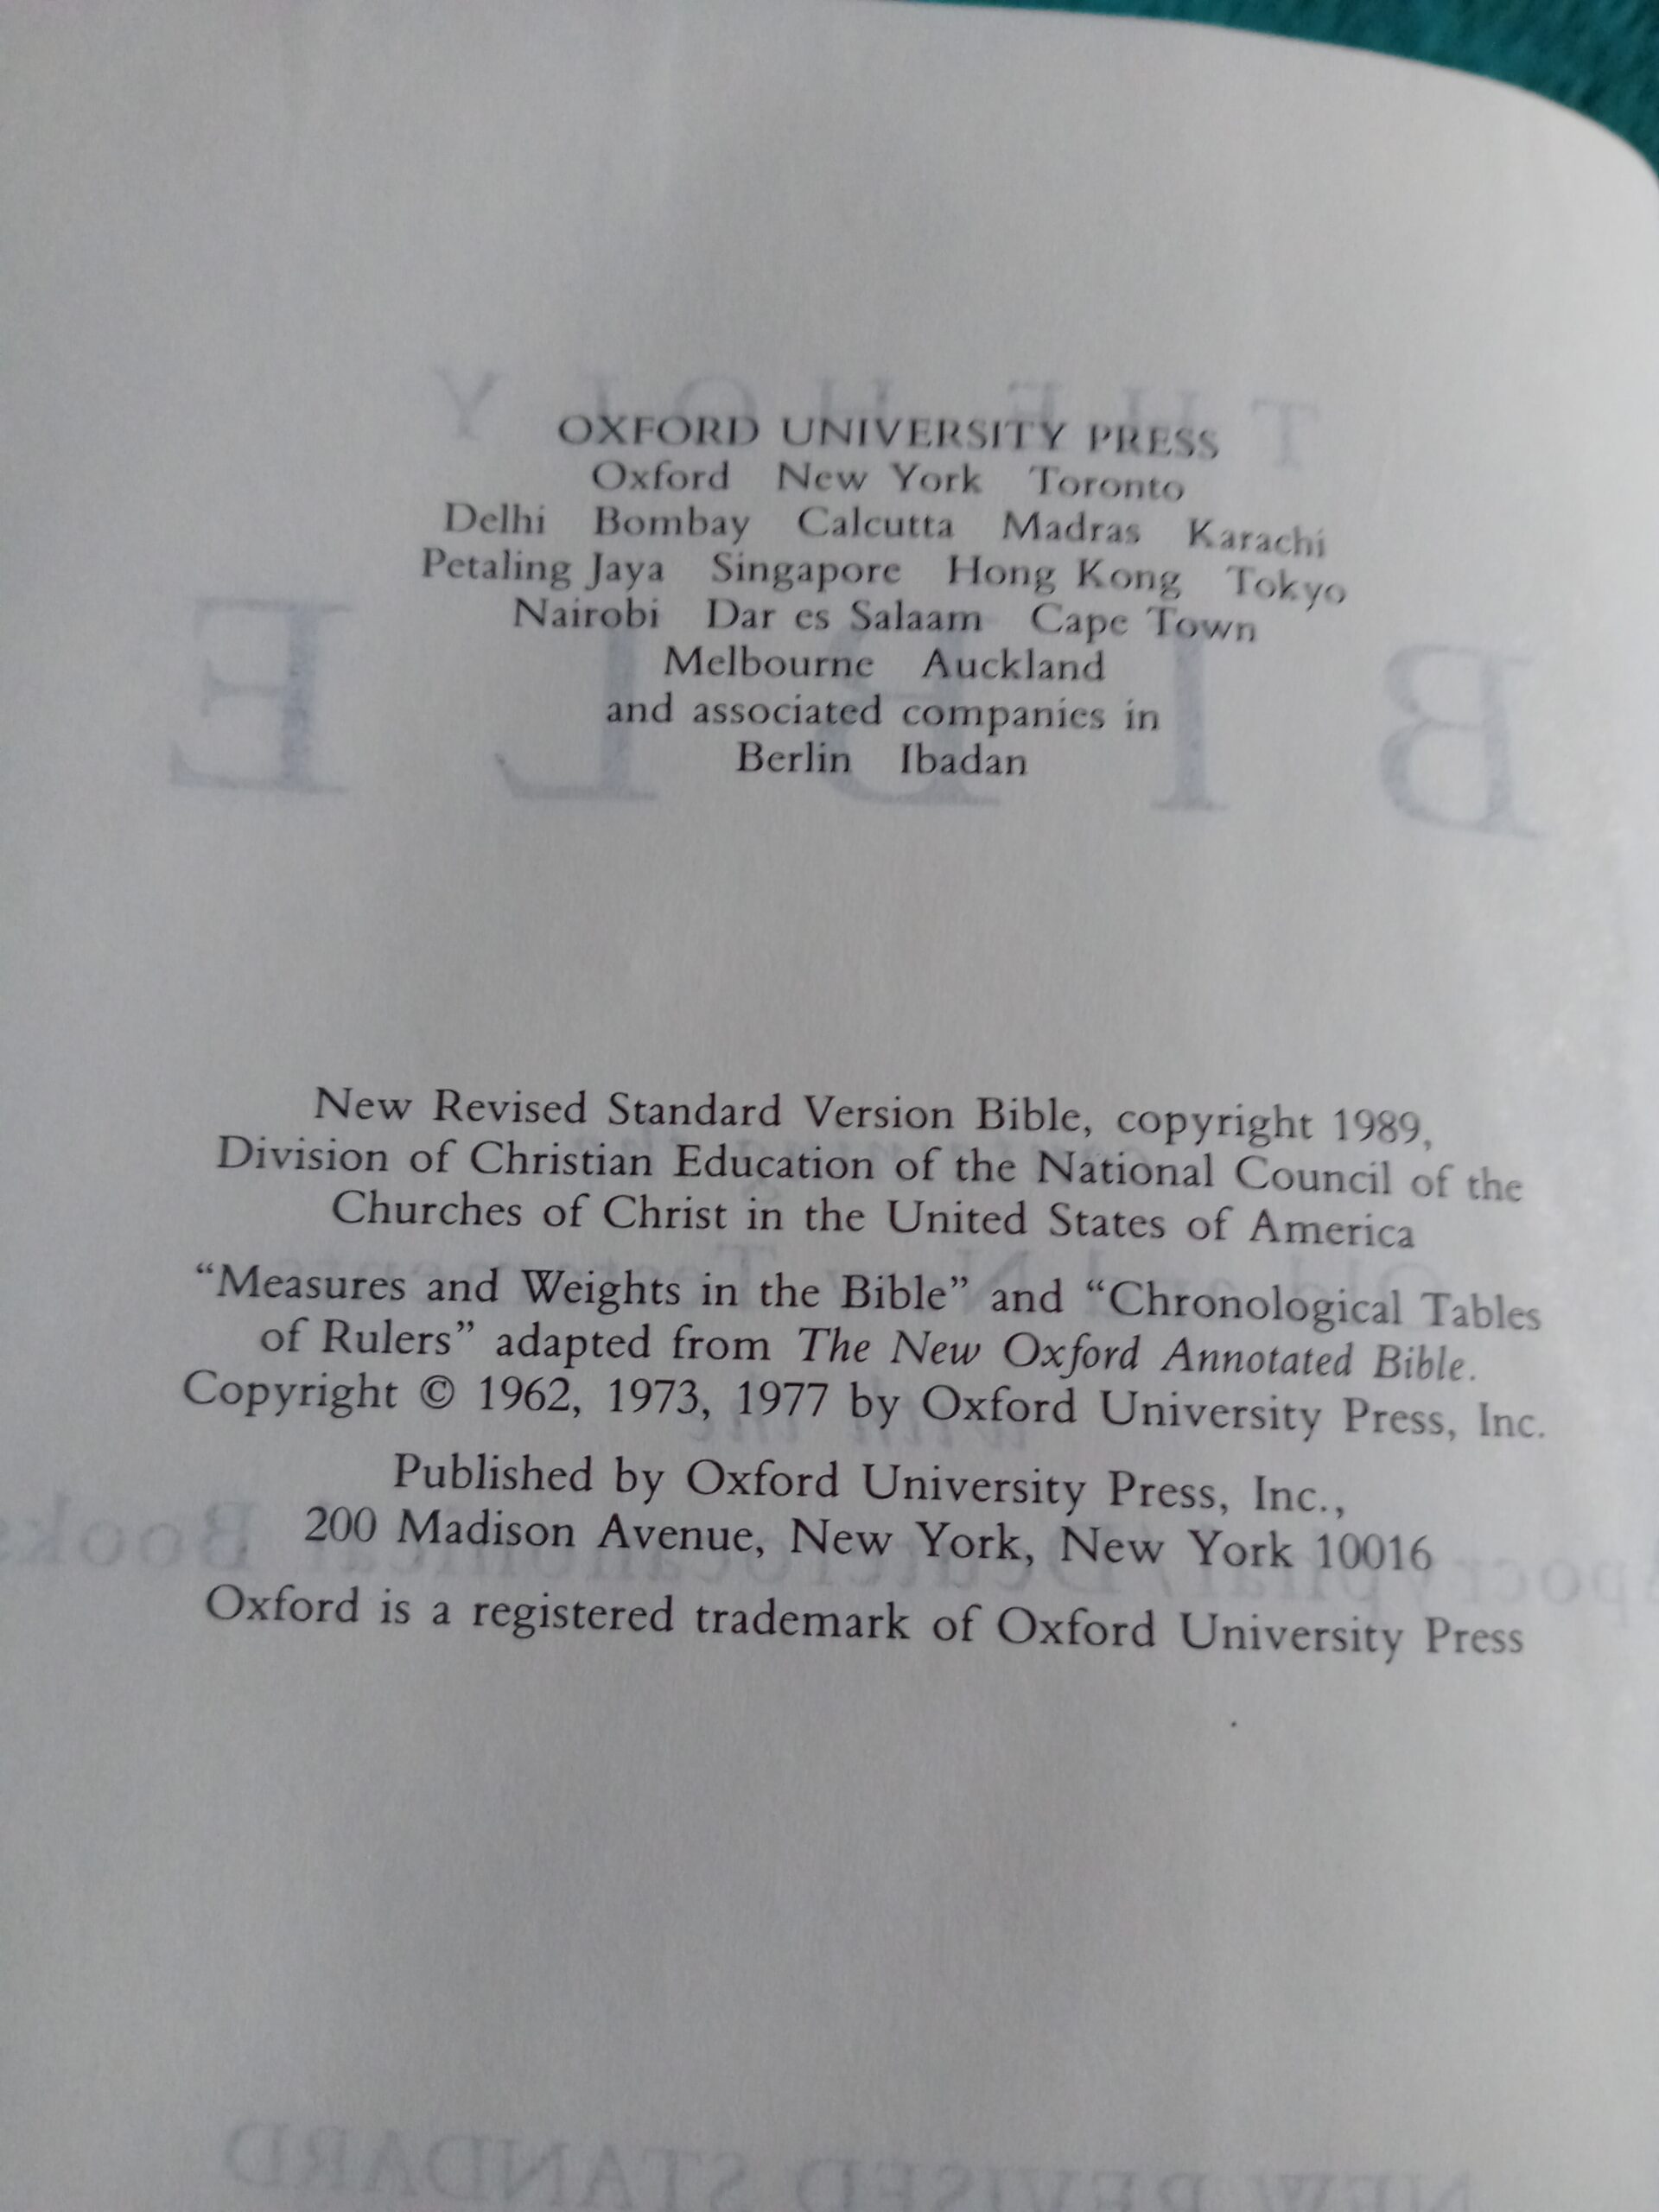 OXFORD UNIVERSITY PRESS
Oxford New York Toronto
Delhi Bombay Calcutta Madras Karachi
Petaling Jaya Singapore Hong Kong Tokyo
Nairobi Dar es Salaam Cape Town
Melbourne Auckland
and associated companies in
Berlin Ibadan
New Revised Standard Version Bible, copyright 1989,
Division of Christian Education of the National Council of the
Churches of Christ in the United States of America
“Measures and Weights in the Bible” and “Chronological Tables
of Rulers” adapted from The New Oxford Annotated Bible.
Copyright © 1962, 1973, 1977 by Oxford University Press, Inc.
Published by Oxford University Press, Inc.,
200 Madison Avenue, New York, New York 10016
Oxford is a registered trademark of Oxford University Press